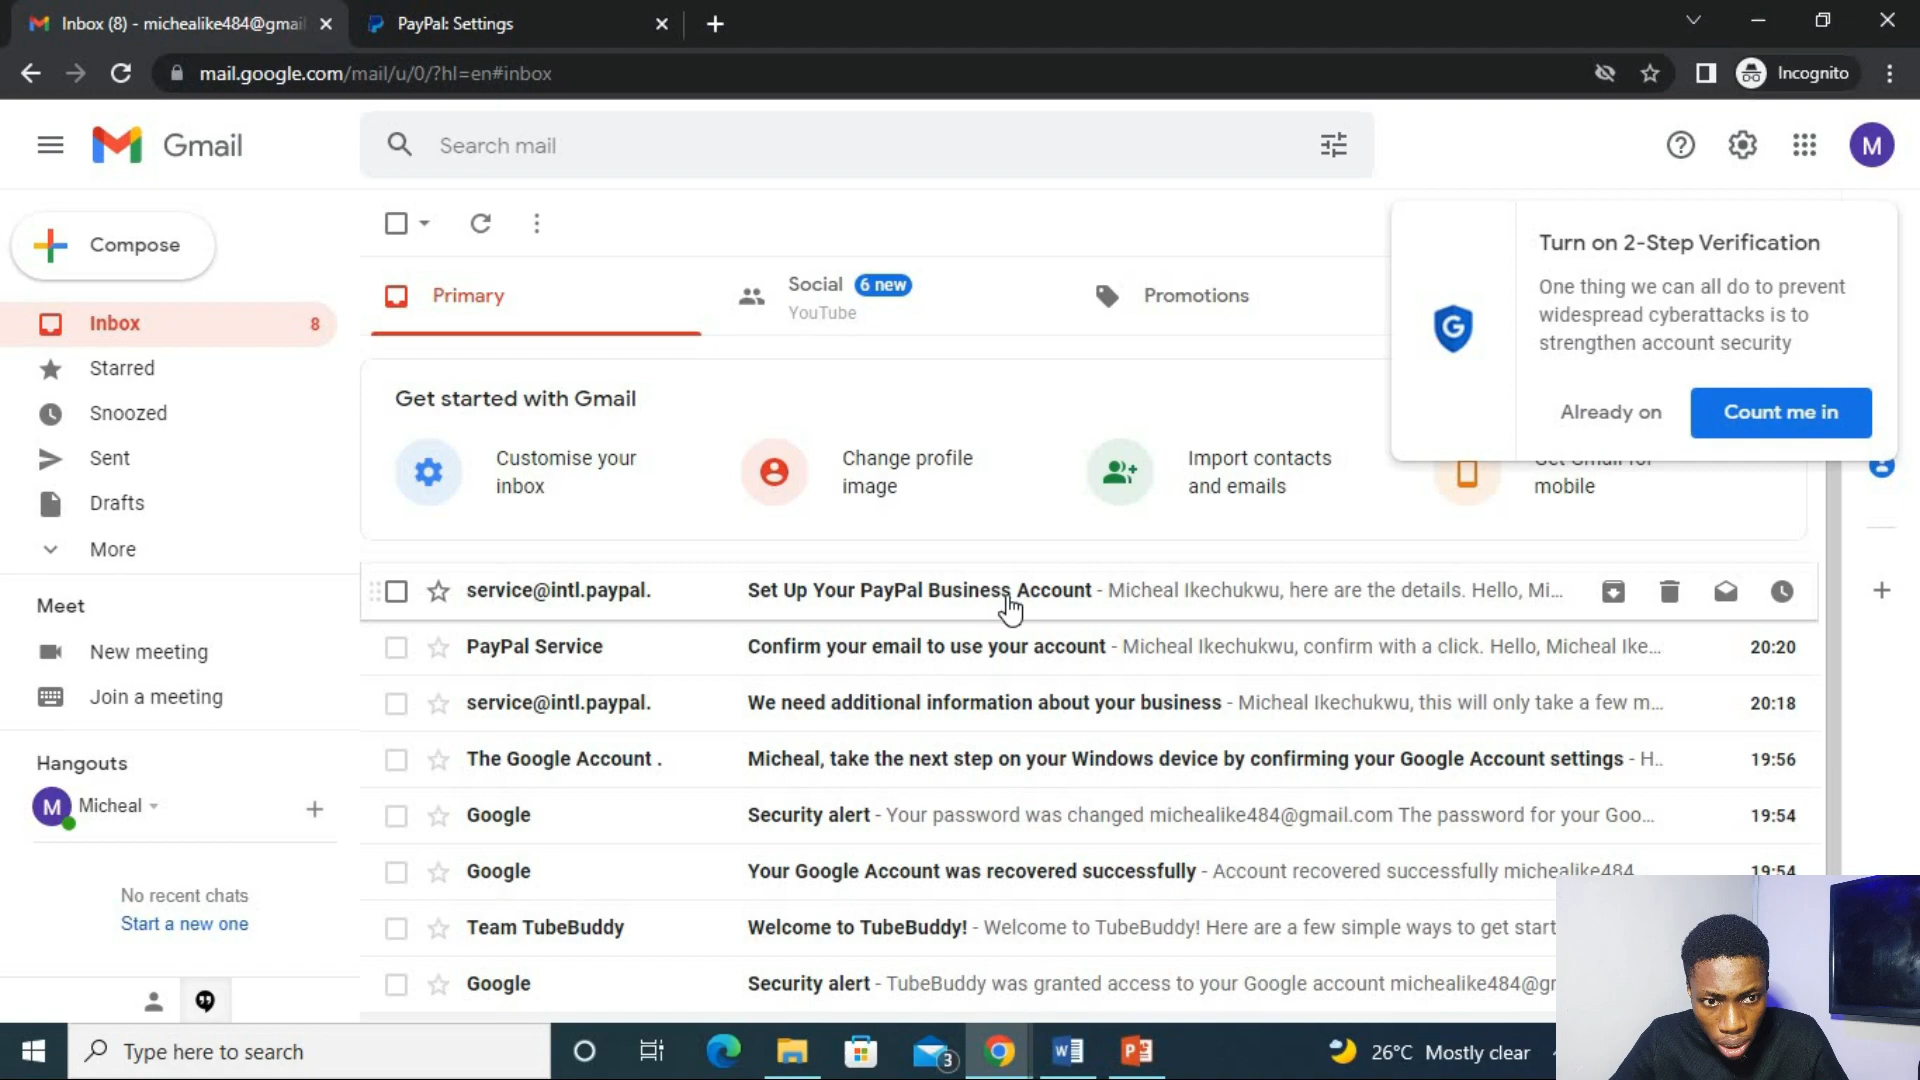 Inbox (8) - michealike484@gmai
PayPal: Settings
mail.google.com/mail/u/0/?hl=en#inbox
Incognito
Gmail
Search mail
M
Compose
Turn on 2-Step Verification
One thing we can all do to prevent
widespread cyberattacks is to
strengthen account security
Already on
Count me in
Primary
Social 6 new
YouTube
Promotions
Inbox 8
Starred
Snoozed
Sent
Drafts
More
Get started with Gmail
Customise your
inbox
Change profile
image
Import contacts
and emails
Get Gmail for
mobile
service@intl.paypal. Set Up Your PayPal Business Account - Micheal Ikechukwu, here are the details. Hello, Mi...
PayPal Service Confirm your email to use your account - Micheal Ikechukwu, confirm with a click. Hello, Micheal Ike... 20:20
service@intl.paypal. We need additional information about your business - Micheal Ikechukwu, this will only take a few m... 20:18
The Google Account . Micheal, take the next step on your Windows device by confirming your Google Account settings - H.. 19:56
Google Security alert - Your password was changed michealike484@gmail.com The password for your Goo... 19:54
Google Your Google Account was recovered successfully - Account recovered successfully michealike484 19:54
Team TubeBuddy Welcome to TubeBuddy! - Welcome to TubeBuddy! Here are a few simple ways to get start
Google Security alert - TubeBuddy was granted access to your Google account michealike484@gr
Meet
New meeting
Join a meeting
Hangouts
M Micheal
No recent chats
Start a new one
Type here to search
3
26°C Mostly clear